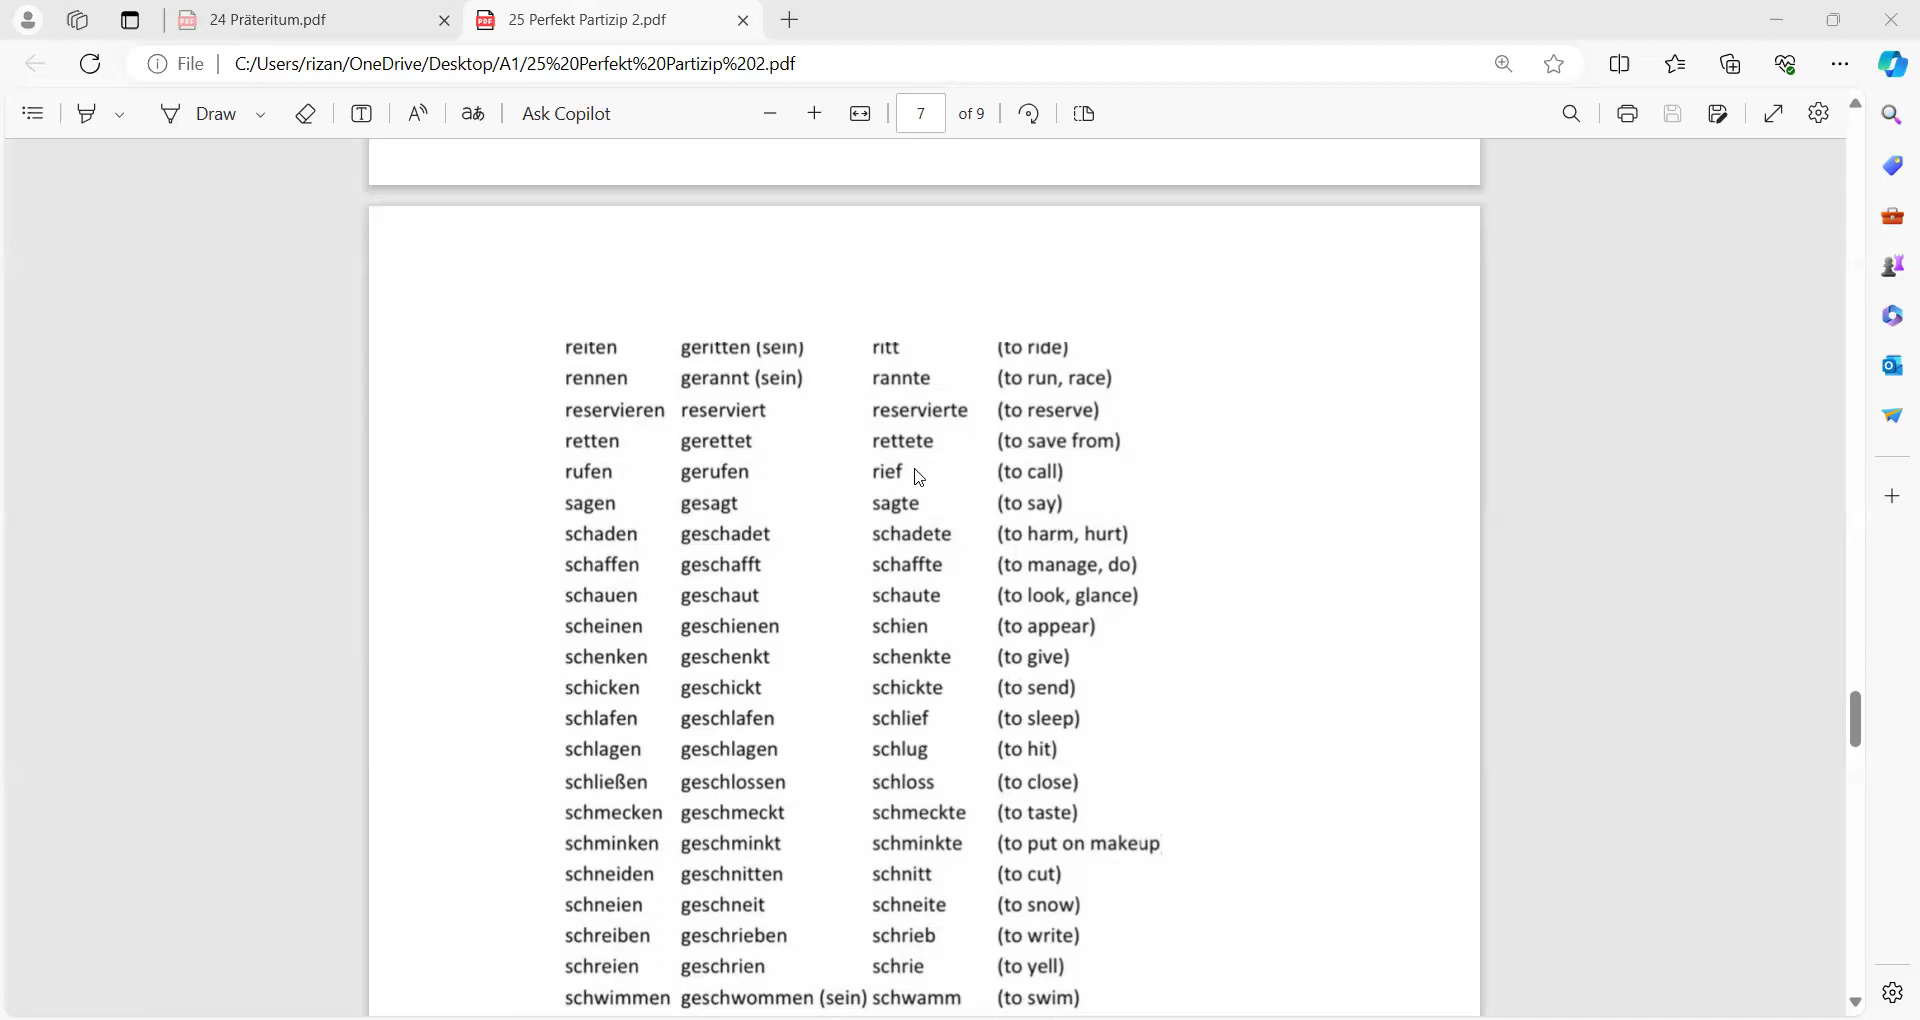 24 Präteritum.pdf
25 Perfekt Partizip 2.pdf
File
C:/Users/rizan/OneDrive/Desktop/A1/25%20Perfekt%20Partizip%202.pdf
Draw
Ask Copilot
7 of 9
reiten geritten (sein) ritt (to ride)
rennen gerannt (sein) rannte (to run, race)
reservieren reserviert reservierte (to reserve)
retten gerettet rettete (to save from)
rufen gerufen rief (to call)
sagen gesagt sagte (to say)
schaden geschadet schadete (to harm, hurt)
schaffen geschafft schaffte (to manage, do)
schauen geschaut schaute (to look, glance)
scheinen geschienen schien (to appear)
schenken geschenkt schenkte (to give)
schicken geschickt schickte (to send)
schlafen geschlafen schlief (to sleep)
schlagen geschlagen schlug (to hit)
schließen geschlossen schloss (to close)
schmecken geschmeckt schmeckte (to taste)
schminken geschminkt schminkte (to put on makeup
schneiden geschnitten schnitt (to cut)
schneien geschneit schneite (to snow)
schreiben geschrieben schrieb (to write)
schreien geschrien schrie (to yell)
schwimmen geschwommen (sein) schwamm (to swim)